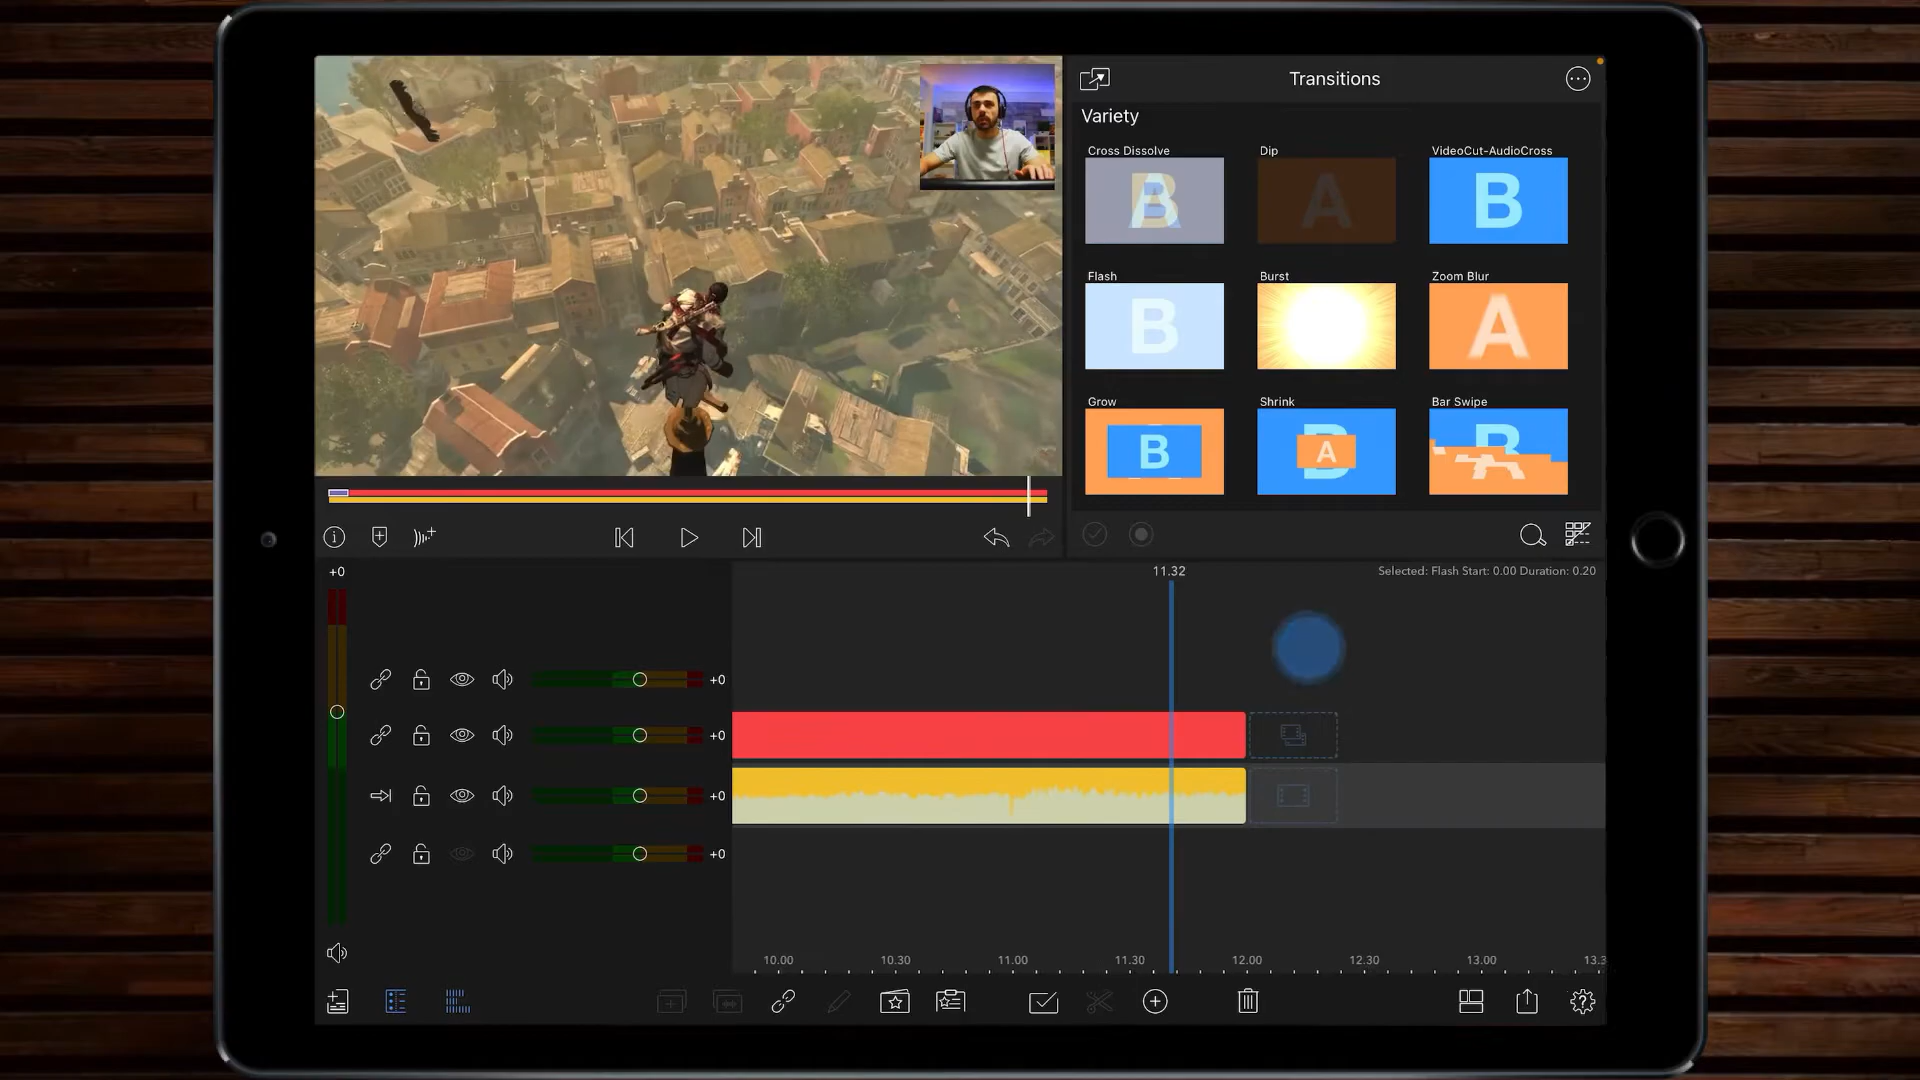 Transitions
Variety
Cross Dissolve
Dip
VideoCut-AudioCross
B
A
B
Flash
Burst
Zoom Blur
B
A
Grow
Shrink
Bar Swipe
B
A
B
+0
11.32
Selected: Flash Start: 0.00 Duration: 0.20
+0
+0
+0
+0
10.00
10.30
11.00
11.30
12.00
12.30
13.00
13.3